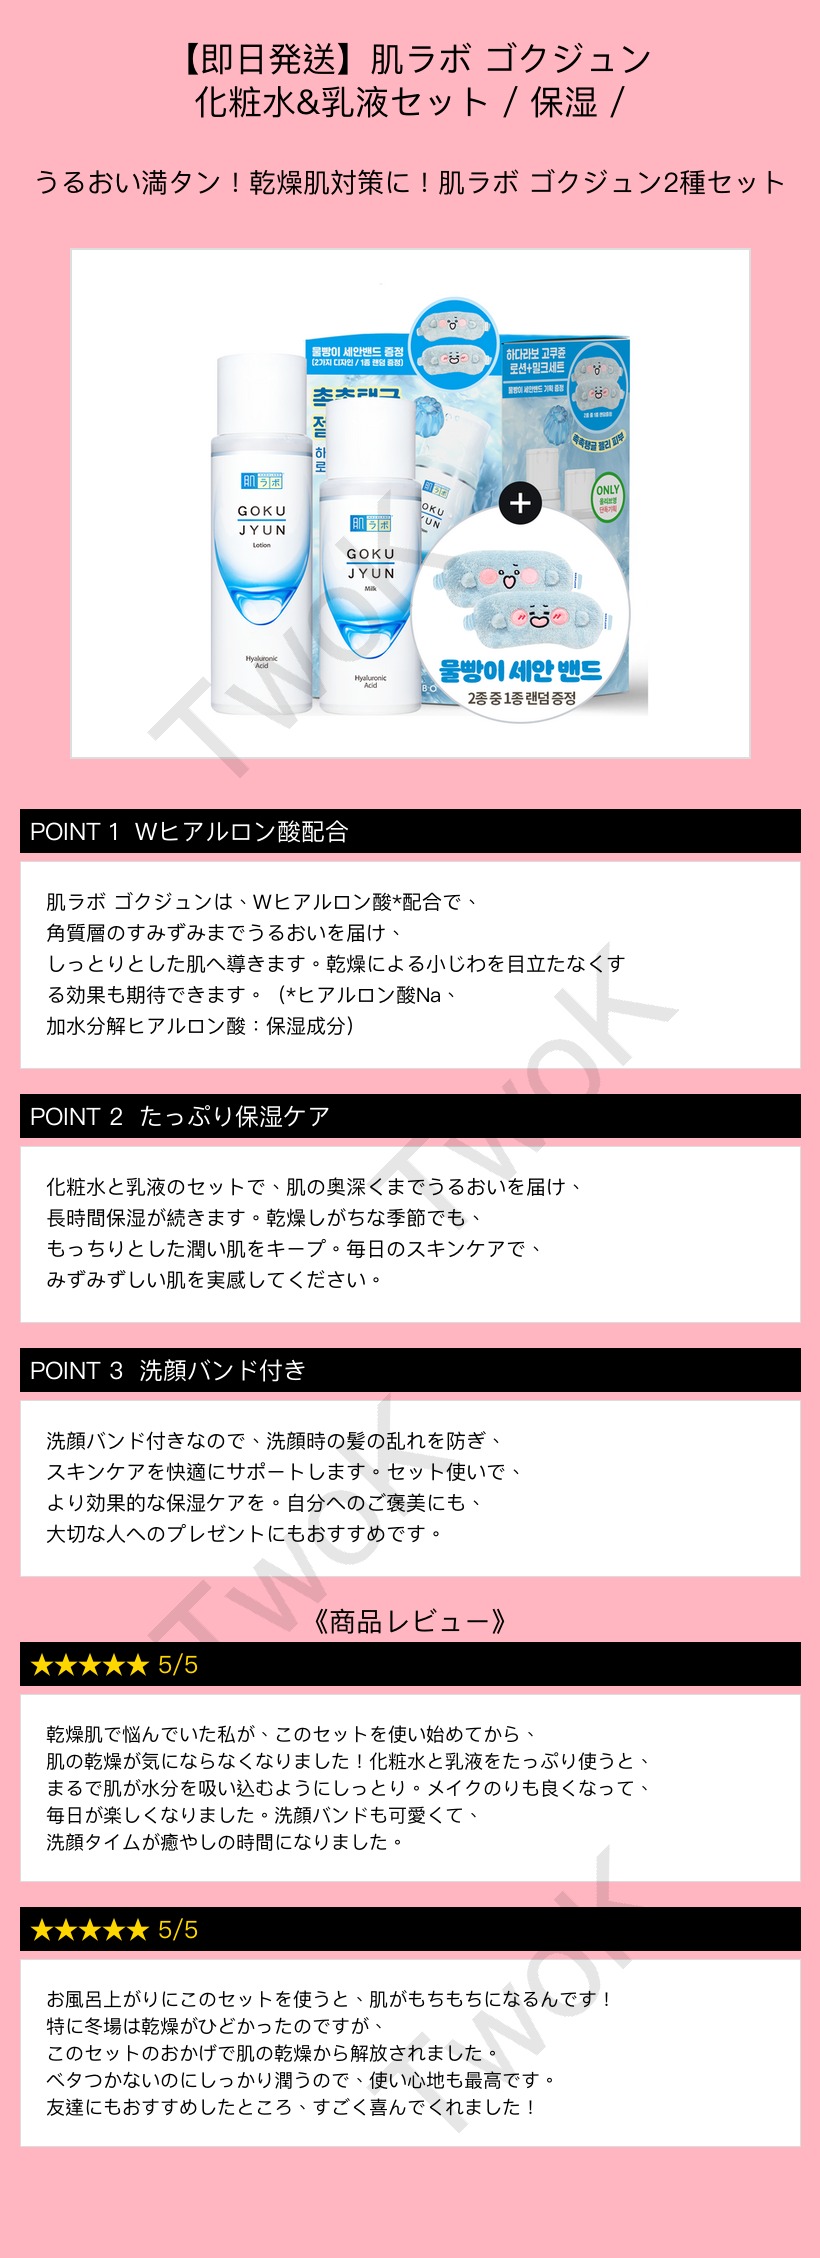 【即日発送】肌ラボ ゴクジュン
化粧水&乳液セット / 保湿 /
うるおい満タン！乾燥肌対策に！肌ラボ ゴクジュン2種セット
물빵이 세안밴드 증정
(2가지 디자인 / 1종 랜덤 증정)
하다라보 고쿠쥰
로션+밀크세트
물빵이 세안밴드 기획 증정
촉촉탱글
촉촉탱글 물리 피부
ONLY
올리브영
단독기획
肌ラボ
GOKU
JYUN
Lotion
Hyaluronic
Acid
肌ラボ
GOKU
JYUN
Milk
Hyaluronic
Acid
肌ラボ
GOKU
JYUN
+
물빵이 세안 밴드
2종 중 1종 랜덤 증정
TwoK
POINT 1 Wヒアルロン酸配合
肌ラボ ゴクジュンは、Wヒアルロン酸*配合で、
角質層のすみずみまでうるおいを届け、
しっとりとした肌へ導きます。乾燥による小じわを目立たなくす
る効果も期待できます。（*ヒアルロン酸Na、
加水分解ヒアルロン酸：保湿成分）
TwoK
POINT 2 たっぷり保湿ケア
化粧水と乳液のセットで、肌の奥深くまでうるおいを届け、
長時間保湿が続きます。乾燥しがちな季節でも、
もっちりとした潤い肌をキープ。毎日のスキンケアで、
みずみずしい肌を実感してください。
POINT 3 洗顔バンド付き
洗顔バンド付きなので、洗顔時の髪の乱れを防ぎ、
スキンケアを快適にサポートします。セット使いで、
より効果的な保湿ケアを。自分へのご褒美にも、
大切な人へのプレゼントにもおすすめです。
TwoK
《商品レビュー》
★★★★★ 5/5
乾燥肌で悩んでいた私が、このセットを使い始めてから、
肌の乾燥が気にならなくなりました！化粧水と乳液をたっぷり使うと、
まるで肌が水分を吸い込むようにしっとり。メイクのりも良くなって、
毎日が楽しくなりました。洗顔バンドも可愛くて、
洗顔タイムが癒やしの時間になりました。
★★★★★ 5/5
お風呂上がりにこのセットを使うと、肌がもちもちになるんです！
特に冬場は乾燥がひどかったのですが、
このセットのおかげで肌の乾燥から解放されました。
ベタつかないのにしっかり潤うので、使い心地も最高です。
友達にもおすすめしたところ、すごく喜んでくれました！
TwoK